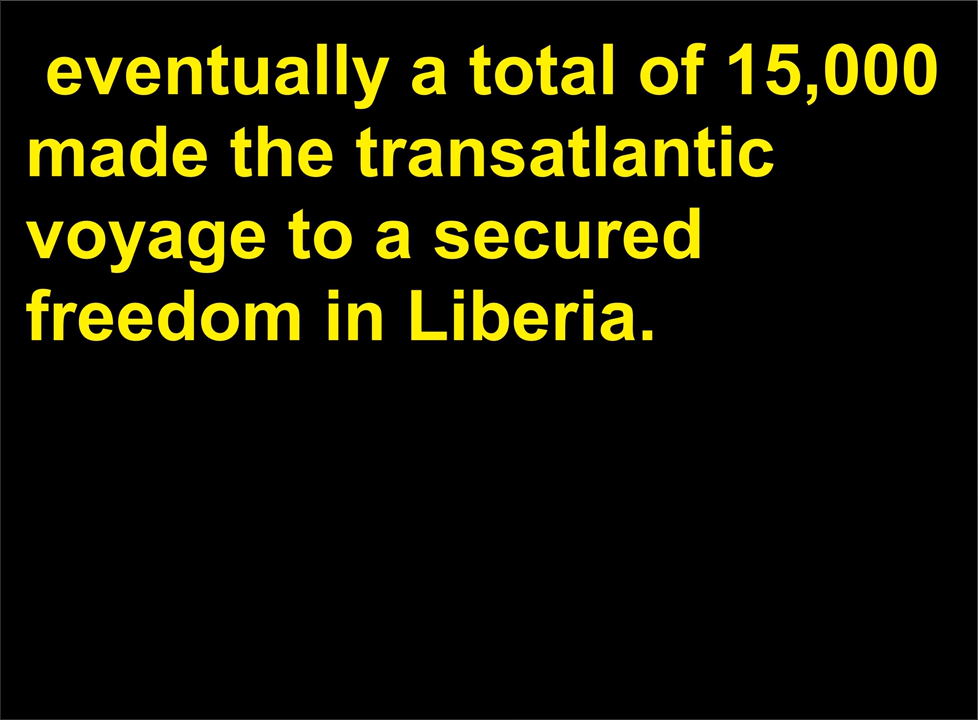 eventually a total of 15,000
made the transatlantic
voyage to a secured
freedom in Liberia.